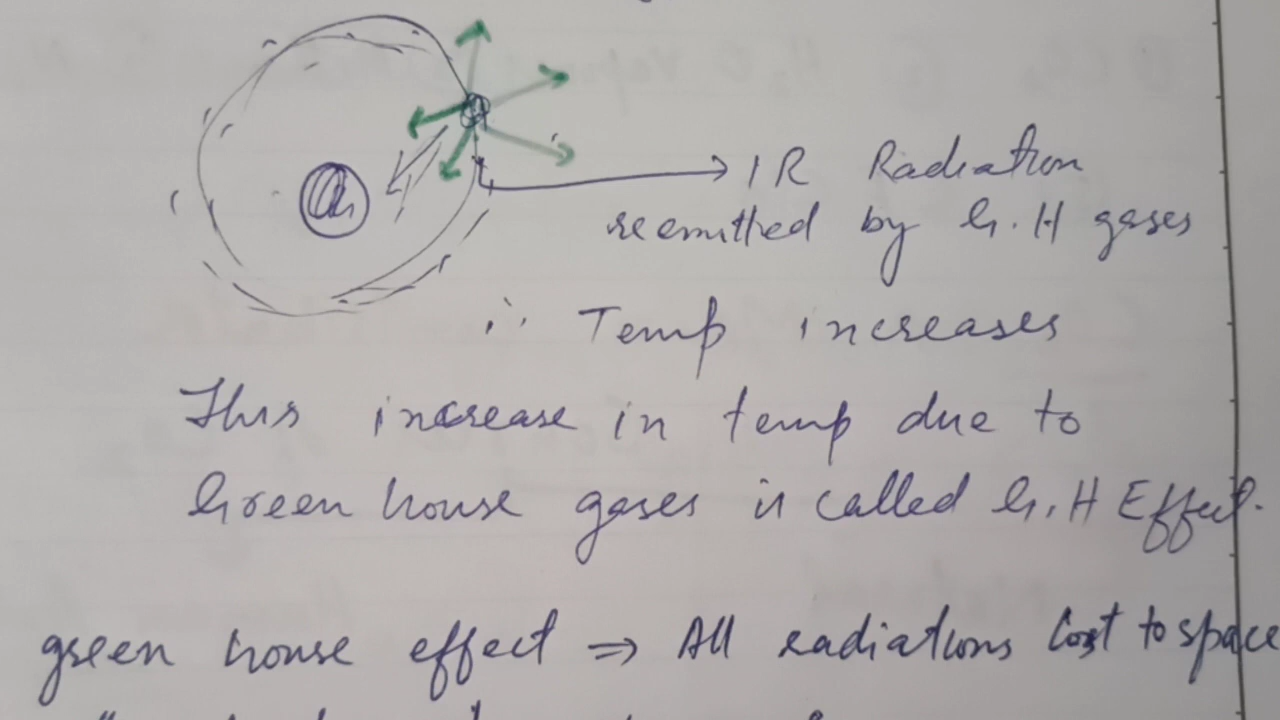 IR Radiation
reemitted by G.H gases
∴ Temp increases
This increase in temp due to
Green house gases is called G.H Effect.
green house effect ⇒ All radiations lost to space